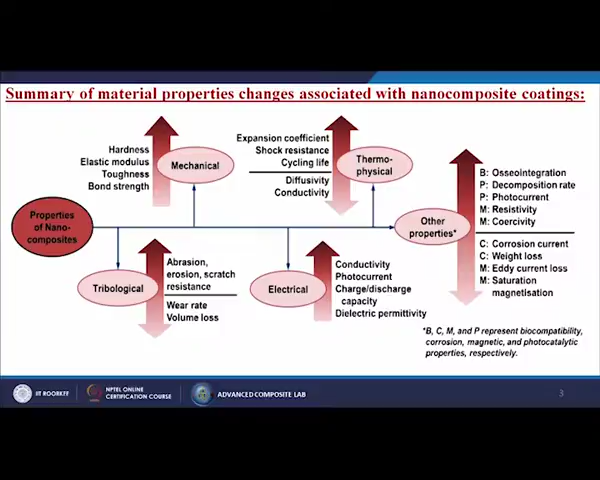 Summary of material properties changes associated with nanocomposite coatings:
Hardness
Elastic modulus
Toughness
Bond strength
Mechanical
Expansion coefficient
Shock resistance
Cycling life
Diffusivity
Conductivity
Thermo-
physical
Properties
of Nano-
composites
Other
properties*
B: Osseointegration
P: Decomposition rate
P: Photocurrent
M: Resistivity
M: Coercivity
C: Corrosion current
C: Weight loss
M: Eddy current loss
M: Saturation
magnetisation
Tribological
Abrasion,
erosion, scratch
resistance
Wear rate
Volume loss
Electrical
Conductivity
Photocurrent
Charge/discharge
capacity
Dielectric permittivity
*B, C, M, and P represent biocompatibility,
corrosion, magnetic, and photocatalytic
properties, respectively.
IIT ROORKEE
NPTEL ONLINE
CERTIFICATION COURSE
ADVANCED COMPOSITE LAB
3